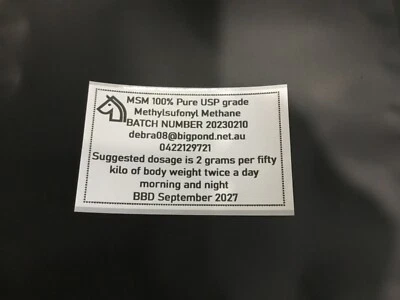 MSM 100% Pure USP grade
Methylsufonyl Methane
BATCH NUMBER 20230210
debra08@bigpond.net.au
0422129721
Suggested dosage is 2 grams per fifty
kilo of body weight twice a day
morning and night
BBD September 2027